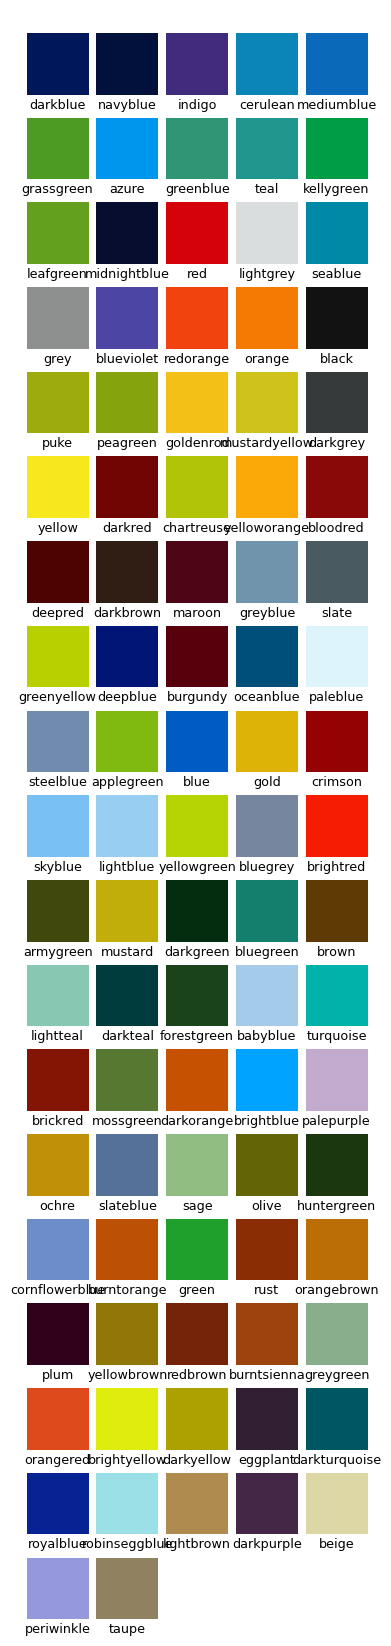 darkblue navyblue indigo cerulean mediumblue
grassgreen azure greenblue teal kellygreen
leafgreen midnightblue red lightgrey seablue
grey blueviolet redorange orange black
puke peagreen goldenrod mustardyellow darkgrey
yellow darkred chartreuse yelloworange bloodred
deepred darkbrown maroon greyblue slate
greenyellow deepblue burgundy oceanblue paleblue
steelblue applegreen blue gold crimson
skyblue lightblue yellowgreen bluegrey brightred
armygreen mustard darkgreen bluegreen brown
lightteal darkteal forestgreen babyblue turquoise
brickred mossgreen darkorange brightblue palepurple
ochre slateblue sage olive huntergreen
cornflowerblue burntorange green rust orangebrown
plum yellowbrown redbrown burntsienna greygreen
orangered brightyellow darkyellow eggplant darkturquoise
royalblue robinseggblue lightbrown darkpurple beige
periwinkle taupe